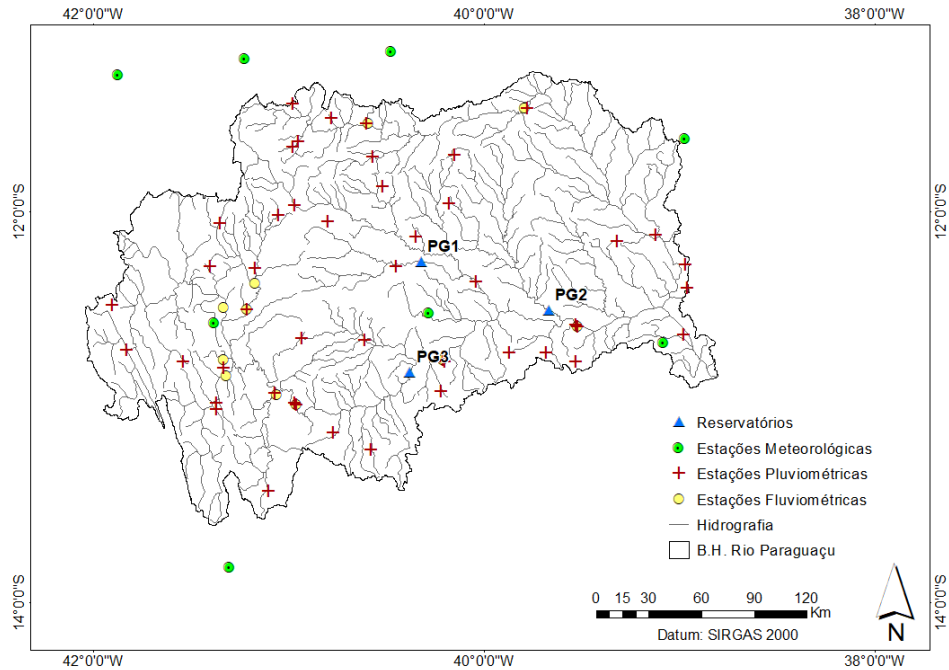 42°0'0"W 40°0'0"W 38°0'0"W
12°0'0"S 12°0'0"S
PG1
PG2
PG3
Reservatórios
Estações Meteorológicas
Estações Pluviométricas
Estações Fluviométricas
Hidrografia
B.H. Rio Paraguaçu
14°0'0"S 14°0'0"S
0 15 30 60 90 120
Km
Datum: SIRGAS 2000
N
42°0'0"W 40°0'0"W 38°0'0"W